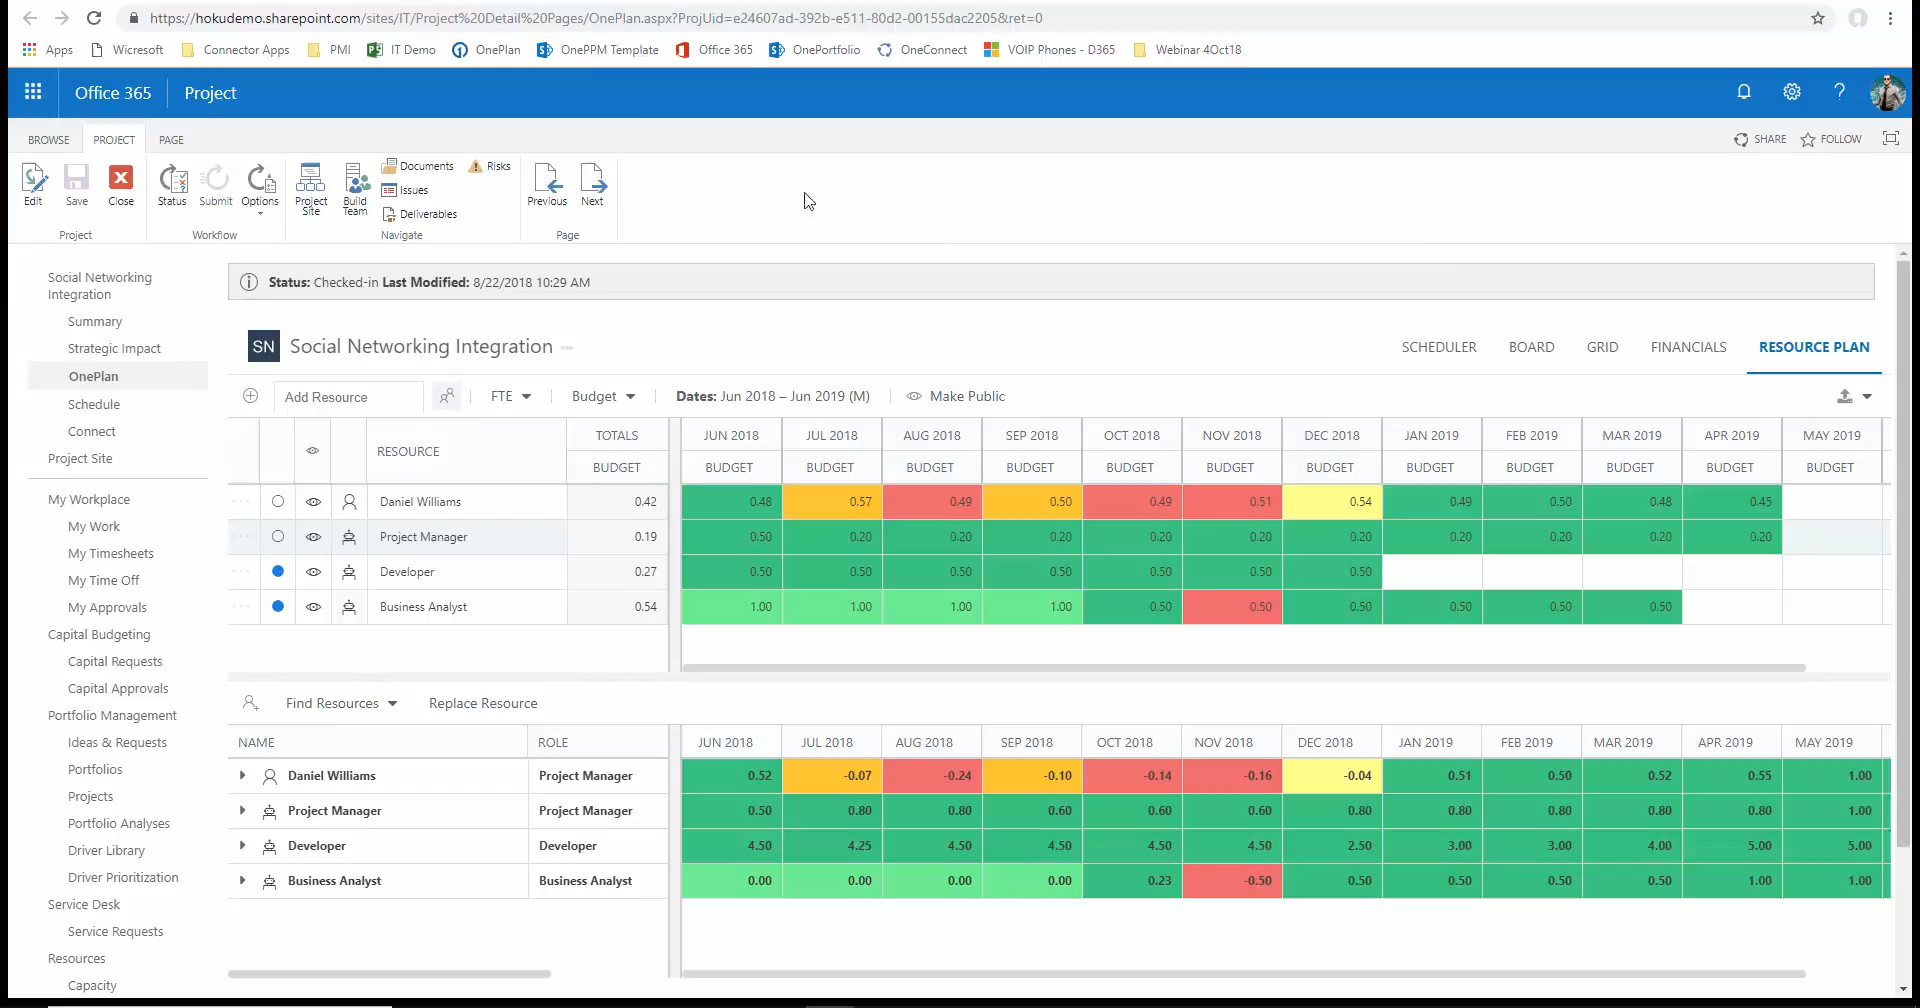 https://hokudemo.sharepoint.com/sites/IT/Project%20Detail%20Pages/OnePlan.aspx?ProjUid=e24607ad-392b-e511-80d2-00155dac2205&ret=0
Apps Wicresoft Connector Apps PMI IT Demo OnePlan OnePPM Template Office 365 OnePortfolio OneConnect VOIP Phones - D365 Webinar 4Oct18
Office 365 Project ?
BROWSE PROJECT PAGE SHARE FOLLOW
Edit Save Close Status Submit Options Project Site Build Team Documents Issues Deliverables Risks Previous Next
Project Workflow Navigate Page
Social Networking Integration
Summary
Strategic Impact
OnePlan
Schedule
Connect
Project Site
My Workplace
My Work
My Timesheets
My Time Off
My Approvals
Capital Budgeting
Capital Requests
Capital Approvals
Portfolio Management
Ideas & Requests
Portfolios
Projects
Portfolio Analyses
Driver Library
Driver Prioritization
Service Desk
Service Requests
Resources
Capacity
Status: Checked-in Last Modified: 8/22/2018 10:29 AM
SN Social Networking Integration SCHEDULER BOARD GRID FINANCIALS RESOURCE PLAN
Add Resource FTE Budget Dates: Jun 2018 – Jun 2019 (M) Make Public
RESOURCE TOTALS JUN 2018 JUL 2018 AUG 2018 SEP 2018 OCT 2018 NOV 2018 DEC 2018 JAN 2019 FEB 2019 MAR 2019 APR 2019 MAY 2019
BUDGET BUDGET BUDGET BUDGET BUDGET BUDGET BUDGET BUDGET BUDGET BUDGET BUDGET BUDGET BUDGET
Daniel Williams 0.42 0.48 0.57 0.49 0.50 0.49 0.51 0.54 0.49 0.50 0.48 0.45
Project Manager 0.19 0.50 0.20 0.20 0.20 0.20 0.20 0.20 0.20 0.20 0.20 0.20
Developer 0.27 0.50 0.50 0.50 0.50 0.50 0.50 0.50
Business Analyst 0.54 1.00 1.00 1.00 1.00 0.50 0.50 0.50 0.50 0.50 0.50
Find Resources Replace Resource
NAME ROLE JUN 2018 JUL 2018 AUG 2018 SEP 2018 OCT 2018 NOV 2018 DEC 2018 JAN 2019 FEB 2019 MAR 2019 APR 2019 MAY 2019
Daniel Williams Project Manager 0.52 -0.07 -0.24 -0.10 -0.14 -0.16 -0.04 0.51 0.50 0.52 0.55 1.00
Project Manager Project Manager 0.50 0.80 0.80 0.60 0.60 0.60 0.80 0.80 0.80 0.80 0.80 1.00
Developer Developer 4.50 4.25 4.50 4.50 4.50 4.50 2.50 3.00 3.00 4.00 5.00 5.00
Business Analyst Business Analyst 0.00 0.00 0.00 0.00 0.23 -0.50 0.50 0.50 0.50 0.50 1.00 1.00